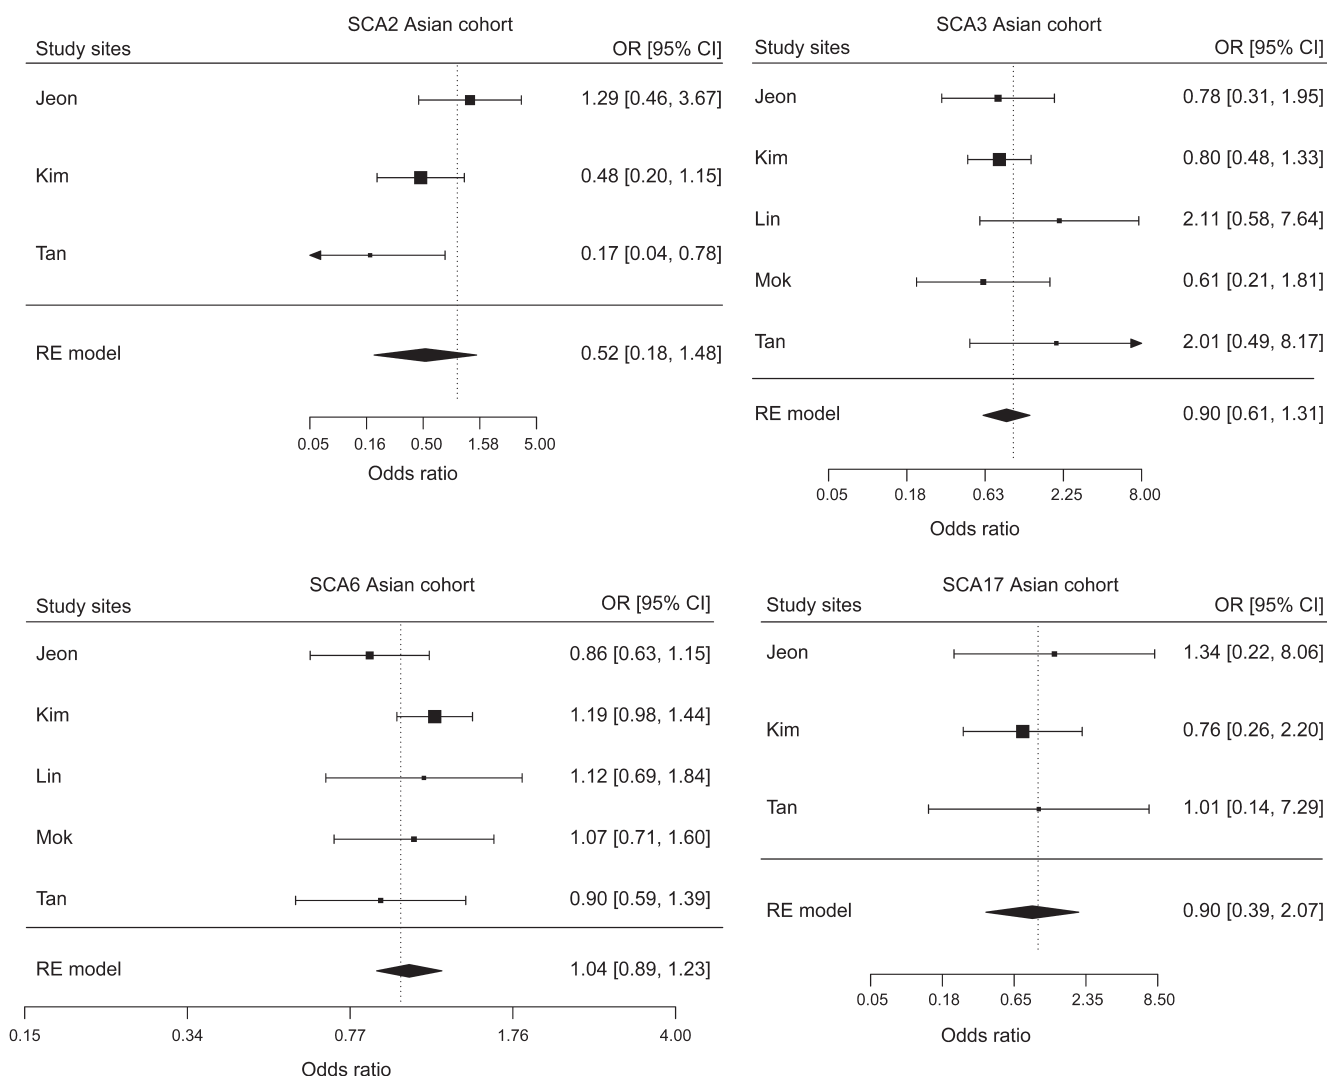 SCA2 Asian cohort
Study sites OR [95% CI]
Jeon 1.29 [0.46, 3.67]
Kim 0.48 [0.20, 1.15]
Tan 0.17 [0.04, 0.78]
RE model 0.52 [0.18, 1.48]
0.05 0.16 0.50 1.58 5.00
Odds ratio
SCA3 Asian cohort
Study sites OR [95% CI]
Jeon 0.78 [0.31, 1.95]
Kim 0.80 [0.48, 1.33]
Lin 2.11 [0.58, 7.64]
Mok 0.61 [0.21, 1.81]
Tan 2.01 [0.49, 8.17]
RE model 0.90 [0.61, 1.31]
0.05 0.18 0.63 2.25 8.00
Odds ratio
SCA6 Asian cohort
Study sites OR [95% CI]
Jeon 0.86 [0.63, 1.15]
Kim 1.19 [0.98, 1.44]
Lin 1.12 [0.69, 1.84]
Mok 1.07 [0.71, 1.60]
Tan 0.90 [0.59, 1.39]
RE model 1.04 [0.89, 1.23]
0.15 0.34 0.77 1.76 4.00
Odds ratio
SCA17 Asian cohort
Study sites OR [95% CI]
Jeon 1.34 [0.22, 8.06]
Kim 0.76 [0.26, 2.20]
Tan 1.01 [0.14, 7.29]
RE model 0.90 [0.39, 2.07]
0.05 0.18 0.65 2.35 8.50
Odds ratio